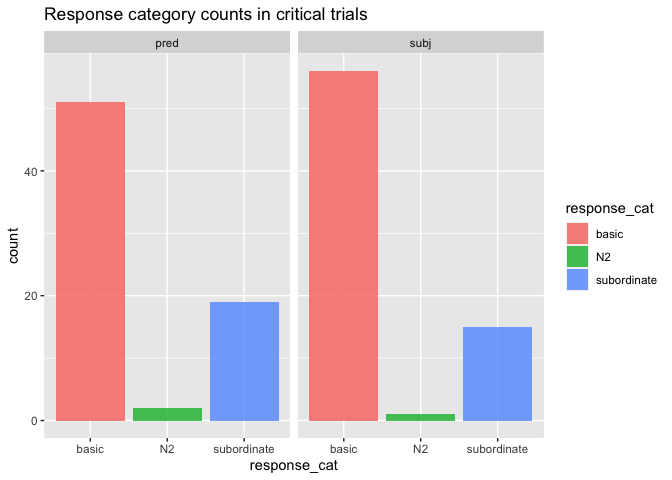 Response category counts in critical trials
pred
subj
count
40
20
0
basic
N2
subordinate
basic
N2
subordinate
response_cat
response_cat
basic
N2
subordinate